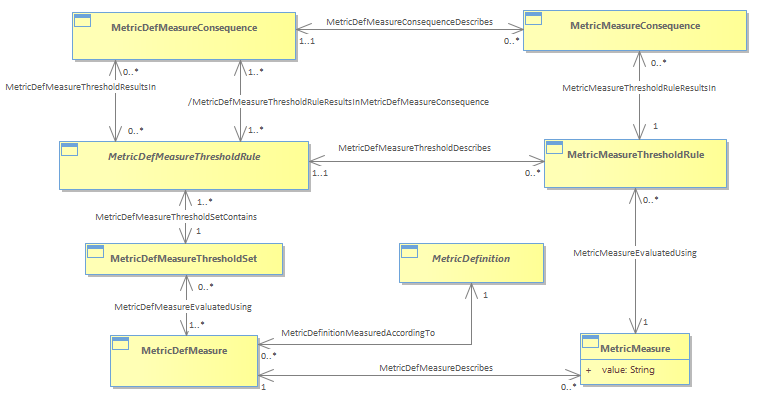 MetricDefMeasureConsequence
MetricDefMeasureConsequenceDescribes
MetricMeasureConsequence
1..1
0..*
0..*
1..*
0..*
MetricDefMeasureThresholdResultsIn
MetricMeasureThresholdRuleResultsIn
/MetricDefMeasureThresholdRuleResultsInMetricDefMeasureConsequence
0..*
1..*
1
MetricDefMeasureThresholdRule
MetricDefMeasureThresholdDescribes
MetricMeasureThresholdRule
1..1
0..*
1..*
0..*
MetricDefMeasureThresholdSetContains
1
MetricDefMeasureThresholdSet
MetricDefinition
MetricMeasureEvaluatedUsing
0..*
1
MetricDefMeasureEvaluatedUsing
1..*
1
MetricDefinitionMeasuredAccordingTo
MetricDefMeasure
0..*
MetricMeasure
MetricDefMeasureDescribes
+ value: String
1
0..*